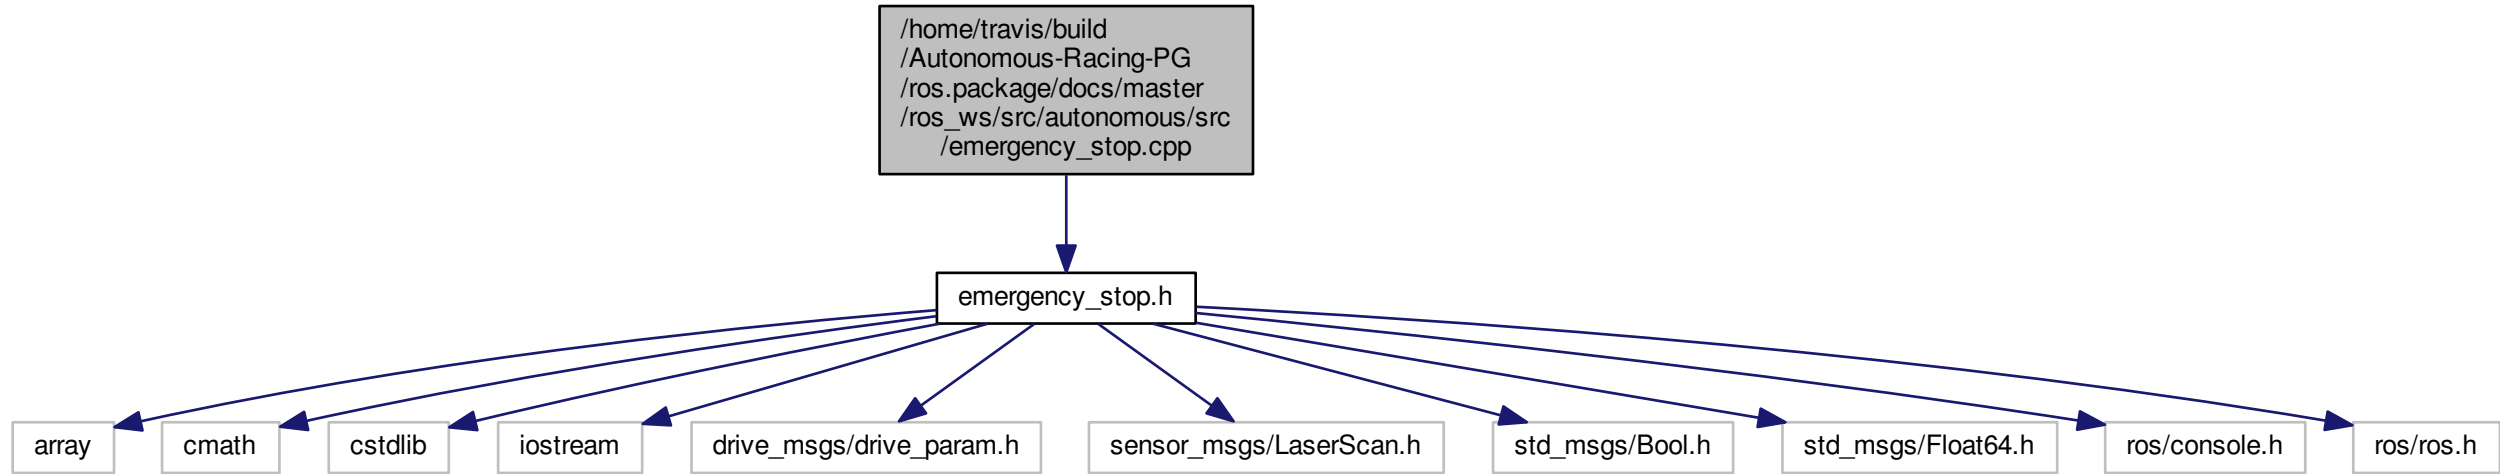 /home/travis/build
/Autonomous-Racing-PG
/ros.package/docs/master
/ros_ws/src/autonomous/src
/emergency_stop.cpp
emergency_stop.h
array
cmath
cstdlib
iostream
drive_msgs/drive_param.h
sensor_msgs/LaserScan.h
std_msgs/Bool.h
std_msgs/Float64.h
ros/console.h
ros/ros.h